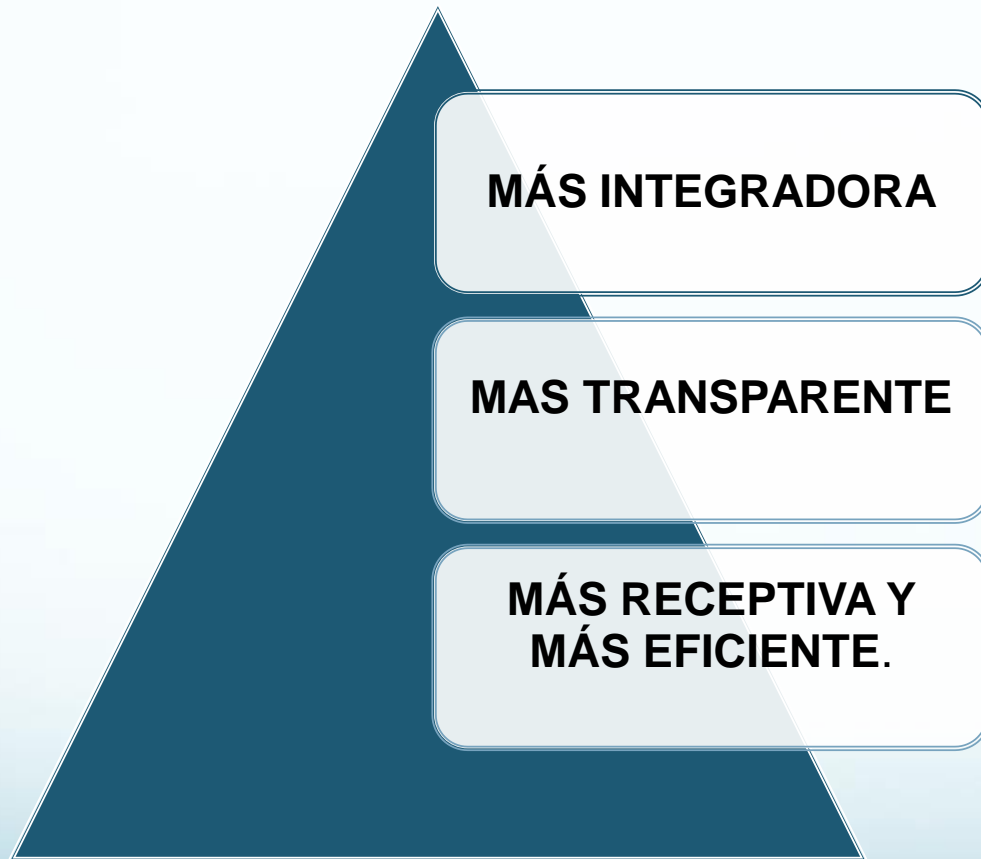 MÁS INTEGRADORA
MAS TRANSPARENTE
MÁS RECEPTIVA Y
MÁS EFICIENTE.